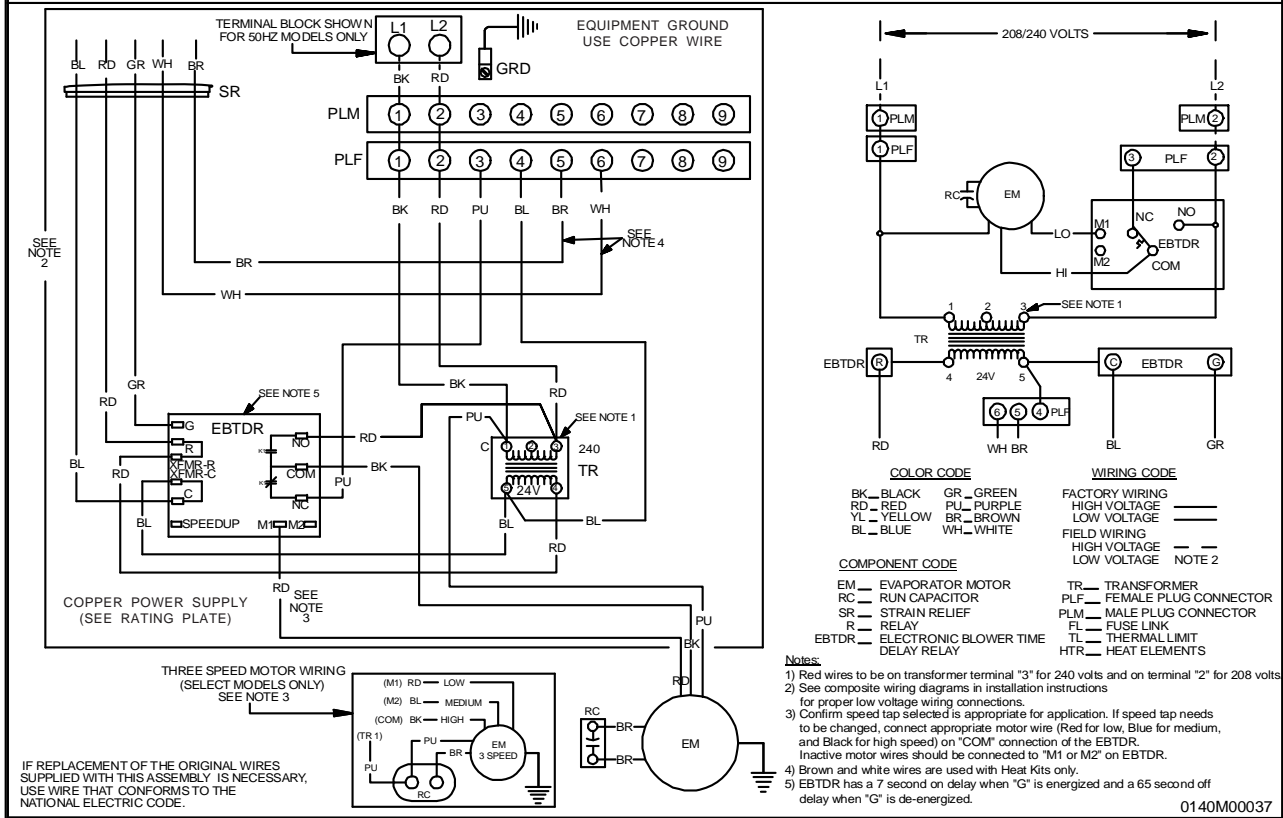 TERMINAL BLOCK SHOWN
FOR 50HZ MODELS ONLY
L1 L2
BK RD
GRD
EQUIPMENT GROUND
USE COPPER WIRE
BL RD GR WH BR
SR
PLM 1 2 3 4 5 6 7 8 9
PLF 1 2 3 4 5 6 7 8 9
BK RD PU BL BR WH
SEE
NOTE 4
SEE
NOTE
2
BR
WH
GR
RD
BL
RD
BL
SEE NOTE 5
EBTDR
G
R
XFMR-R
XFMR-C
C
SPEEDUP
M1 M2
NO
COM
NC
K1
K1
RD
BK
PU
BK
PU
RD
SEE NOTE 1
C 1 2 3 240
TR
5 24V 4
BL
BL
RD
RD
SEE
NOTE
3
COPPER POWER SUPPLY
(SEE RATING PLATE)
PU
BK
RD
EM
RC
BR
BR
THREE SPEED MOTOR WIRING
(SELECT MODELS ONLY)
SEE NOTE 3
(M1) RD LOW
(M2) BL MEDIUM
(COM) BK HIGH
(TR 1)
PU
PU
BR
EM
3 SPEED
RC
IF REPLACEMENT OF THE ORIGINAL WIRES
SUPPLIED WITH THIS ASSEMBLY IS NECESSARY,
USE WIRE THAT CONFORMS TO THE
NATIONAL ELECTRIC CODE.
208/240 VOLTS
L1 L2
1 PLM PLM 2
1 PLF 3 PLF 2
RC EM
LO
HI
M1
M2
NC
NO
EBTDR
COM
1 2 3 SEE NOTE 1
TR
4 24V 5
EBTDR R
C EBTDR G
6 5 4 PLF
RD WH BR BL GR
COLOR CODE
BK BLACK GR GREEN
RD RED PU PURPLE
YL YELLOW BR BROWN
BL BLUE WH WHITE
WIRING CODE
FACTORY WIRING
HIGH VOLTAGE
LOW VOLTAGE
FIELD WIRING
HIGH VOLTAGE
LOW VOLTAGE NOTE 2
COMPONENT CODE
EM EVAPORATOR MOTOR
RC RUN CAPACITOR
SR STRAIN RELIEF
R RELAY
EBTDR ELECTRONIC BLOWER TIME
DELAY RELAY
TR TRANSFORMER
PLF FEMALE PLUG CONNECTOR
PLM MALE PLUG CONNECTOR
FL FUSE LINK
TL THERMAL LIMIT
HTR HEAT ELEMENTS
Notes:
1) Red wires to be on transformer terminal "3" for 240 volts and on terminal "2" for 208 volts.
2) See composite wiring diagrams in installation instructions
for proper low voltage wiring connections.
3) Confirm speed tap selected is appropriate for application. If speed tap needs
to be changed, connect appropriate motor wire (Red for low, Blue for medium,
and Black for high speed) on "COM" connection of the EBTDR.
Inactive motor wires should be connected to "M1 or M2" on EBTDR.
4) Brown and white wires are used with Heat Kits only.
5) EBTDR has a 7 second on delay when "G" is energized and a 65 second off
delay when "G" is de-energized.
0140M00037